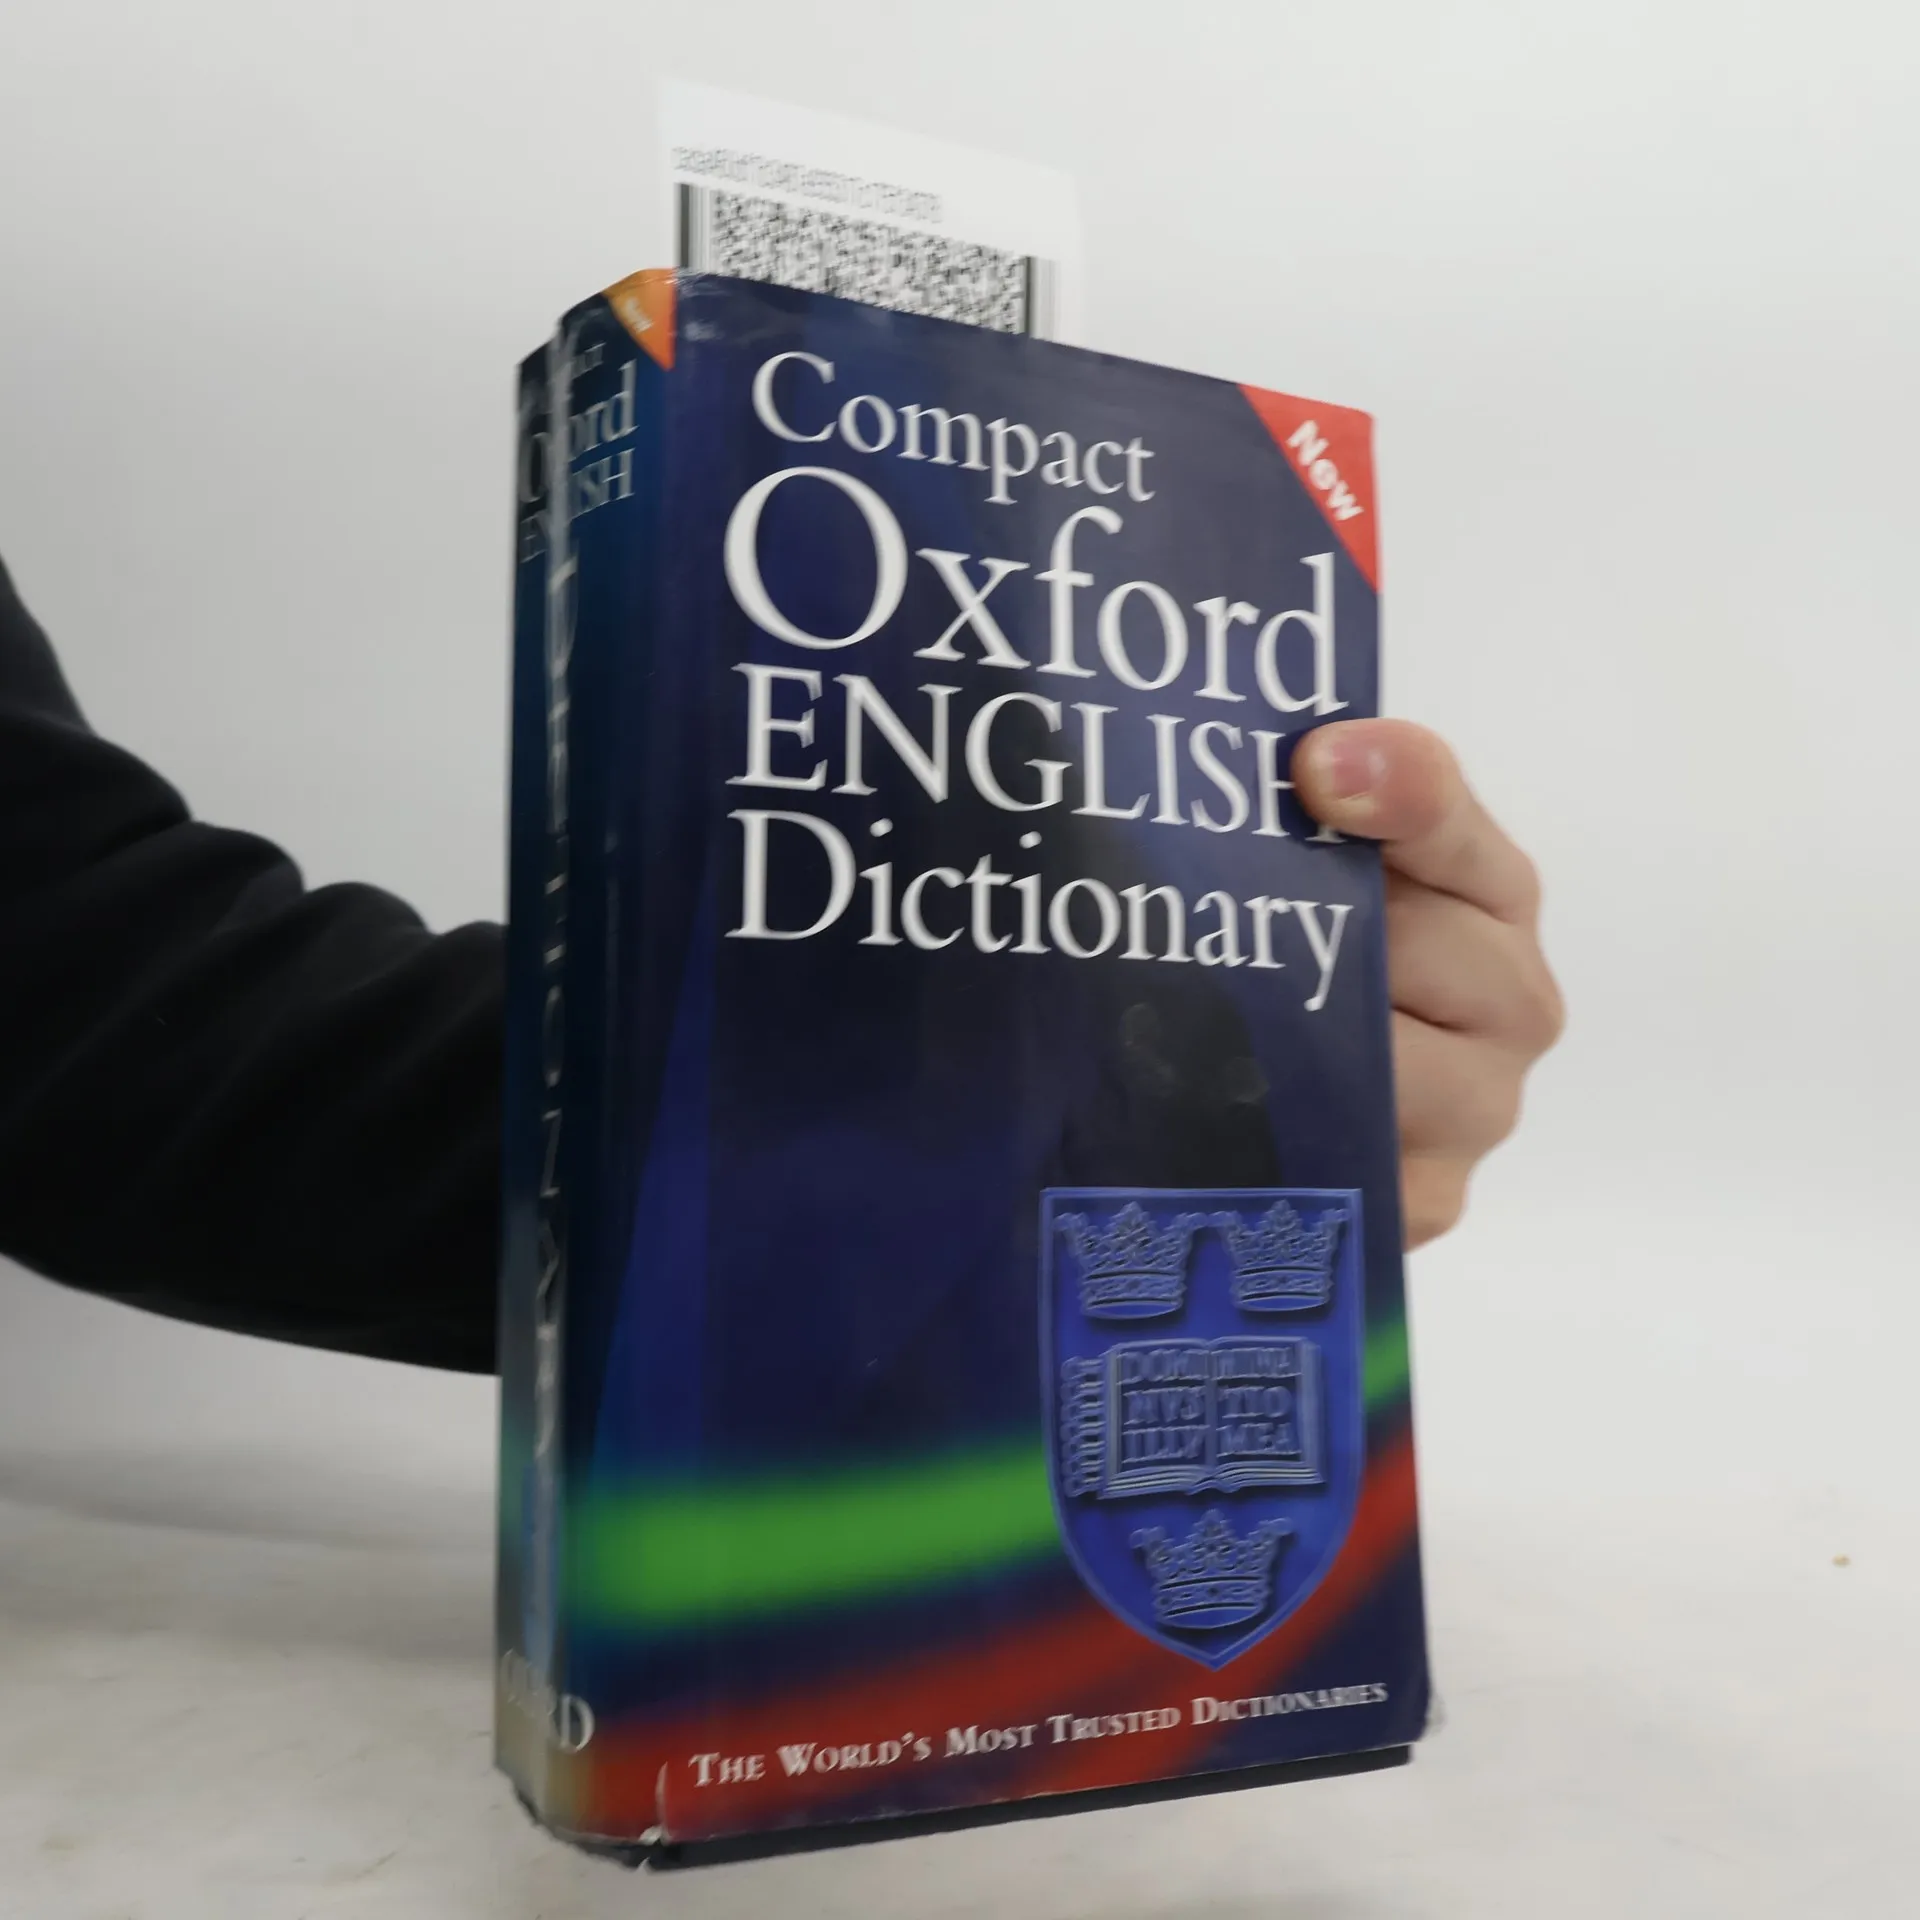 Compact
Oxford
ENGLISH
Dictionary
New
DOMI MINA
NVS TIO
ILLV MEA
THE WORLD'S MOST TRUSTED DICTIONARIES